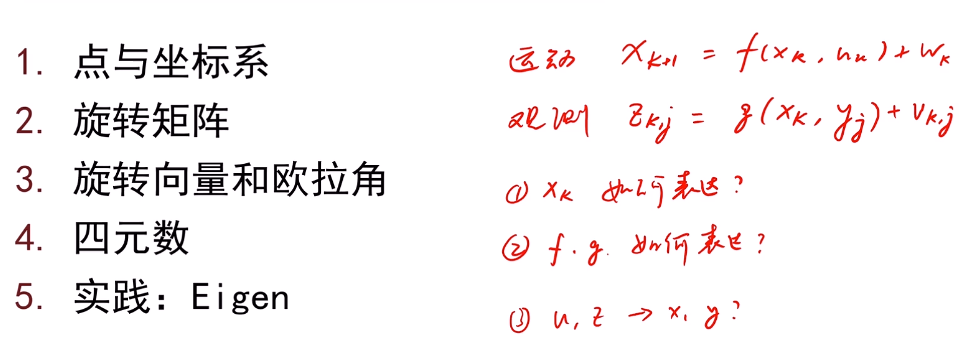 1. 点与坐标系
2. 旋转矩阵
3. 旋转向量和欧拉角
4. 四元数
5. 实践：Eigen
运动 x_{k+1} = f(x_k, u_k) + w_k
观测 z_{k,j} = g(x_k, y_j) + v_{k,j}
① x_k 如何表达？
② f. g. 如何表达？
③ u, z → x, y？